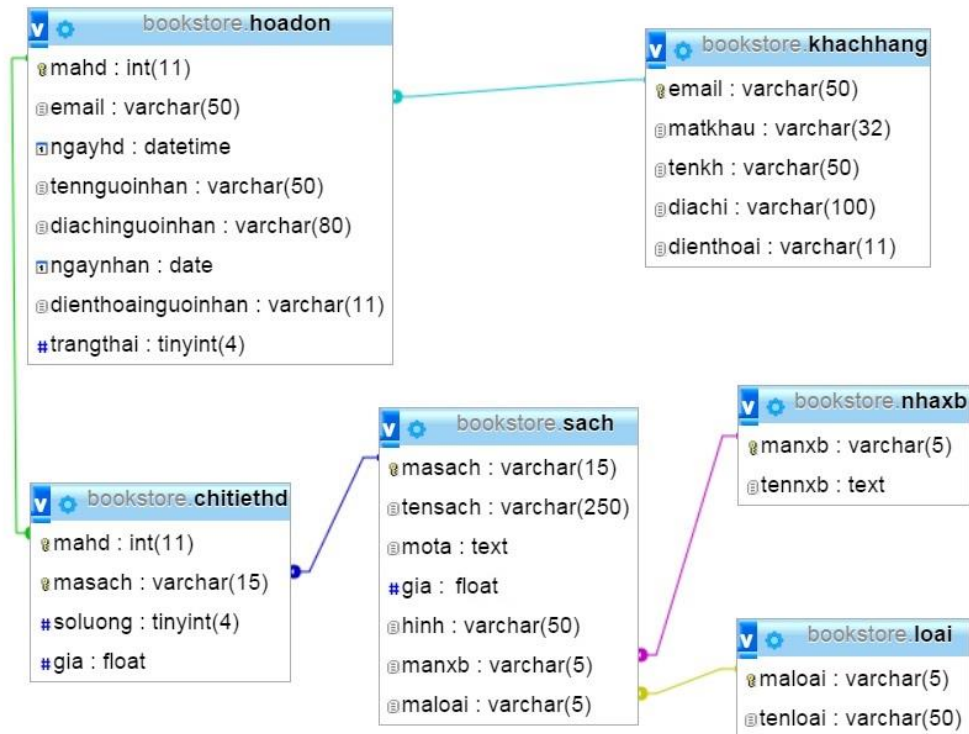 bookstore.hoadon
mahd : int(11)
email : varchar(50)
ngayhd : datetime
tennguoinhan : varchar(50)
diachinguoinhan : varchar(80)
ngaynhan : date
dienthoainguoinhan : varchar(11)
#trangthai : tinyint(4)
bookstore.khachhang
email : varchar(50)
matkhau : varchar(32)
tenkh : varchar(50)
diachi : varchar(100)
dienthoai : varchar(11)
bookstore.chitiethd
mahd : int(11)
masach : varchar(15)
#soluong : tinyint(4)
#gia : float
bookstore.sach
masach : varchar(15)
tensach : varchar(250)
mota : text
#gia : float
hinh : varchar(50)
manxb : varchar(5)
maloai : varchar(5)
bookstore.nhaxb
manxb : varchar(5)
tennxb : text
bookstore.loai
maloai : varchar(5)
tenloai : varchar(50)